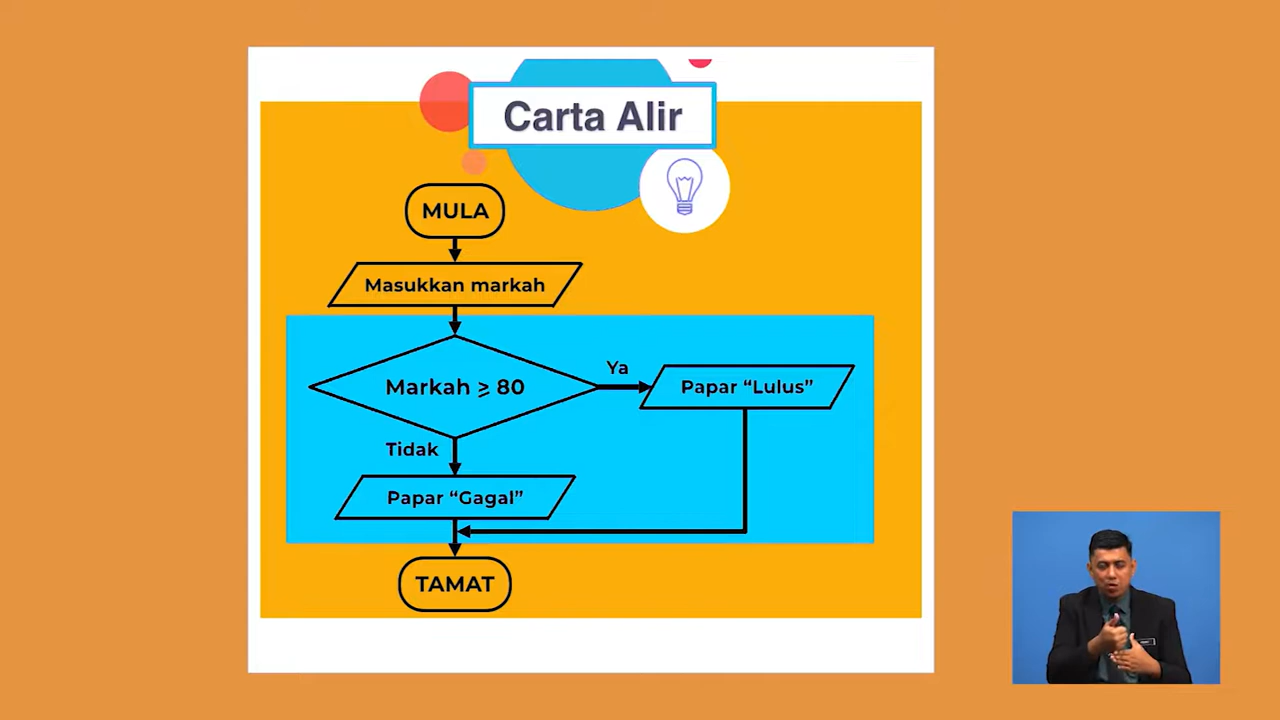 Carta Alir
MULA
Masukkan markah
Markah ≥ 80
Ya
Papar “Lulus”
Tidak
Papar “Gagal”
TAMAT